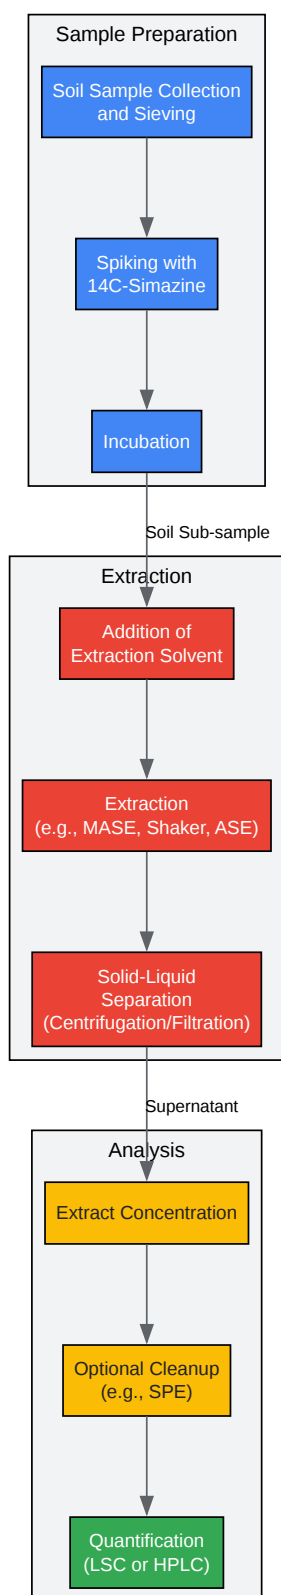 Sample Preparation
Soil Sample Collection
and Sieving
Spiking with
14C-Simazine
Incubation
Soil Sub-sample
Extraction
Addition of
Extraction Solvent
Extraction
(e.g., MASE, Shaker, ASE)
Solid-Liquid
Separation
(Centrifugation/Filtration)
Supernatant
Analysis
Extract Concentration
Optional Cleanup
(e.g., SPE)
Quantification
(LSC or HPLC)